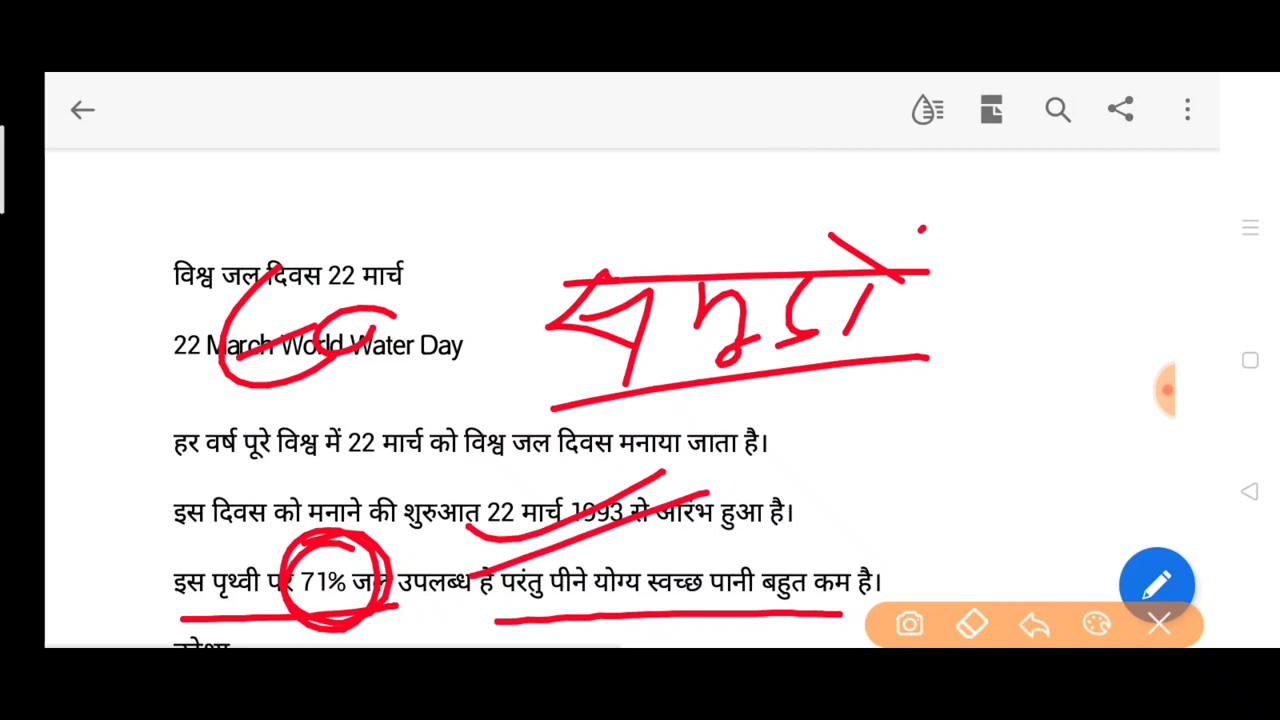 विश्व जल दिवस 22 मार्च
समुद्रो
22 March World Water Day
हर वर्ष पूरे विश्व में 22 मार्च को विश्व जल दिवस मनाया जाता है।
इस दिवस को मनाने की शुरुआत 22 मार्च 1993 से आरंभ हुआ है।
इस पृथ्वी पर 71% जल उपलब्ध है परंतु पीने योग्य स्वच्छ पानी बहुत कम है।